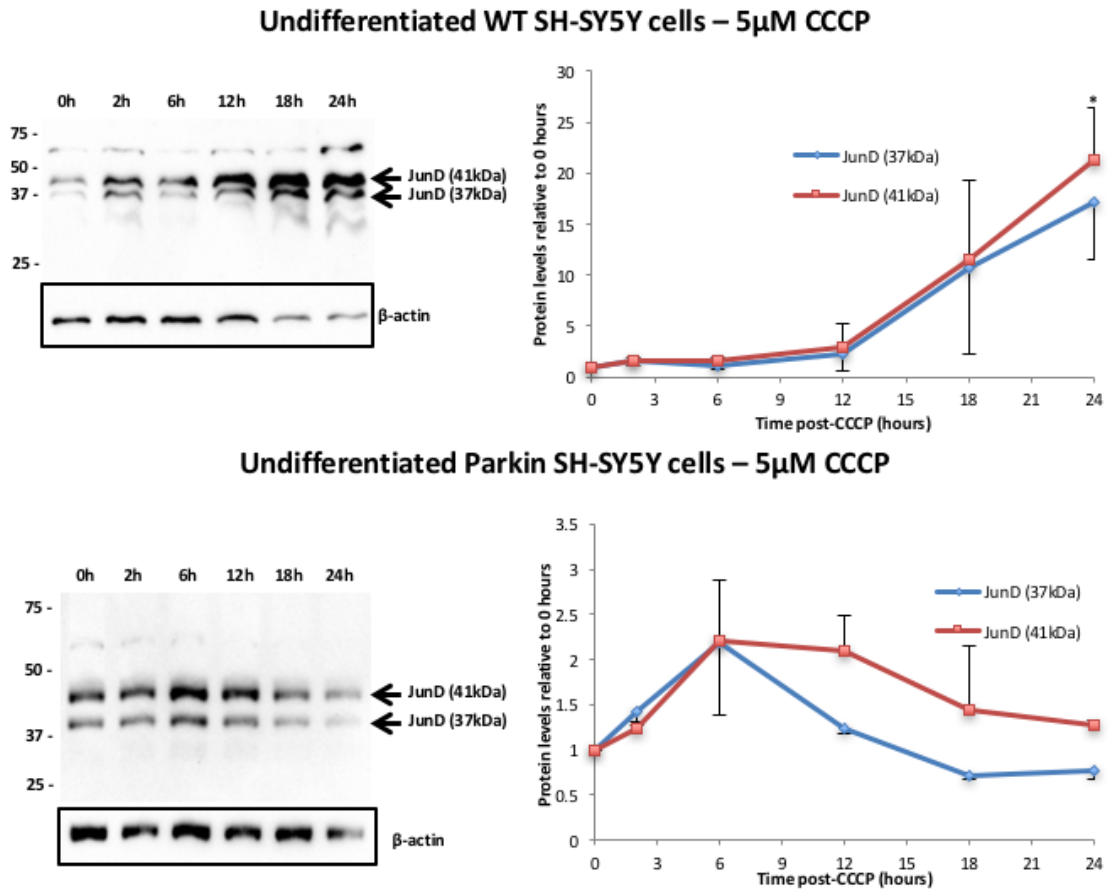 Undifferentiated WT SH-SY5Y cells – 5µM CCCP
0h 2h 6h 12h 18h 24h
75 -
50 -
37 -
25 -
JunD (41kDa)
JunD (37kDa)
β-actin
Protein levels relative to 0 hours
30
25
20
15
10
5
0
*
JunD (37kDa)
JunD (41kDa)
0 3 6 9 12 15 18 21 24
Time post-CCCP (hours)
Undifferentiated Parkin SH-SY5Y cells – 5µM CCCP
0h 2h 6h 12h 18h 24h
75 -
50 -
37 -
25 -
JunD (41kDa)
JunD (37kDa)
β-actin
Protein levels relative to 0 hours
3.5
3
2.5
2
1.5
1
0.5
0
JunD (37kDa)
JunD (41kDa)
0 3 6 9 12 15 18 21 24
Time post-CCCP (hours)